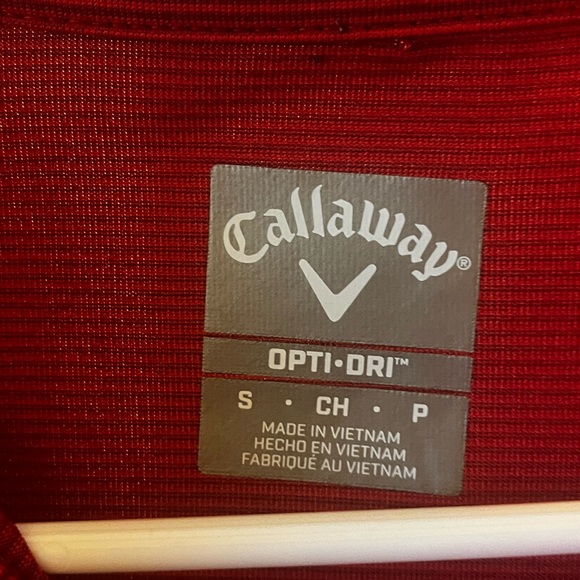 Callaway®
OPTI•DRI™
S • CH • P
MADE IN VIETNAM
HECHO EN VIETNAM
FABRIQUÉ AU VIETNAM